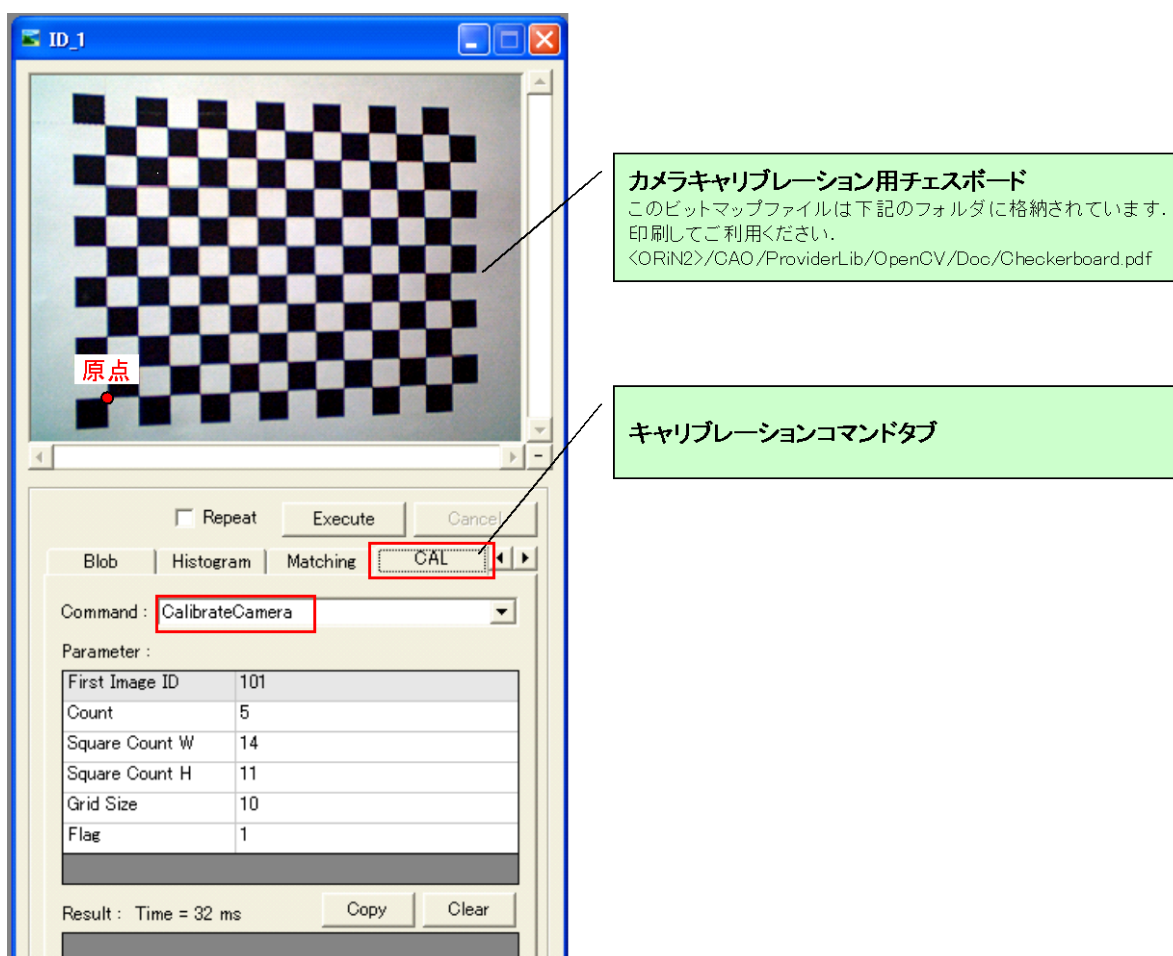 ID_1
原点
カメラキャリブレーション用チェスボード
このビットマップファイルは下記のフォルダに格納されています.
印刷してご利用ください.
<ORiN2>/CAO/ProviderLib/OpenCV/Doc/Checkerboard.pdf
キャリブレーションコマンドタブ
Repeat Execute Cancel
Blob Histogram Matching CAL
Command : CalibrateCamera
Parameter :
First Image ID 101
Count 5
Square Count W 14
Square Count H 11
Grid Size 10
Flag 1
Result : Time = 32 ms Copy Clear